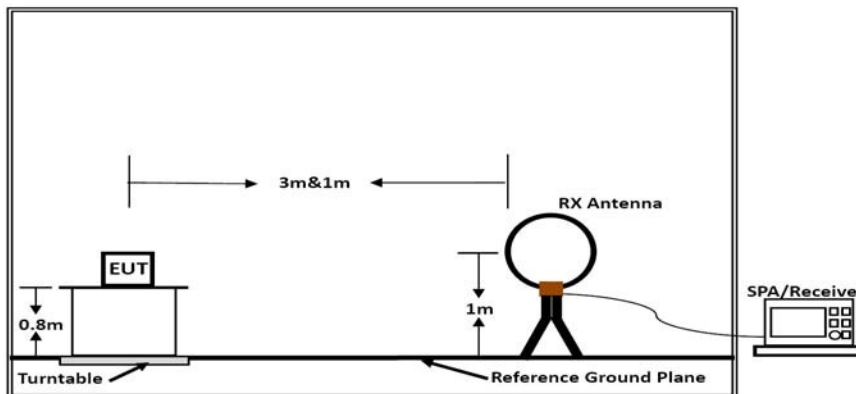 3m&1m
RX Antenna
EUT
SPA/Receive
0.8m
1m
Turntable
Reference Ground Plane